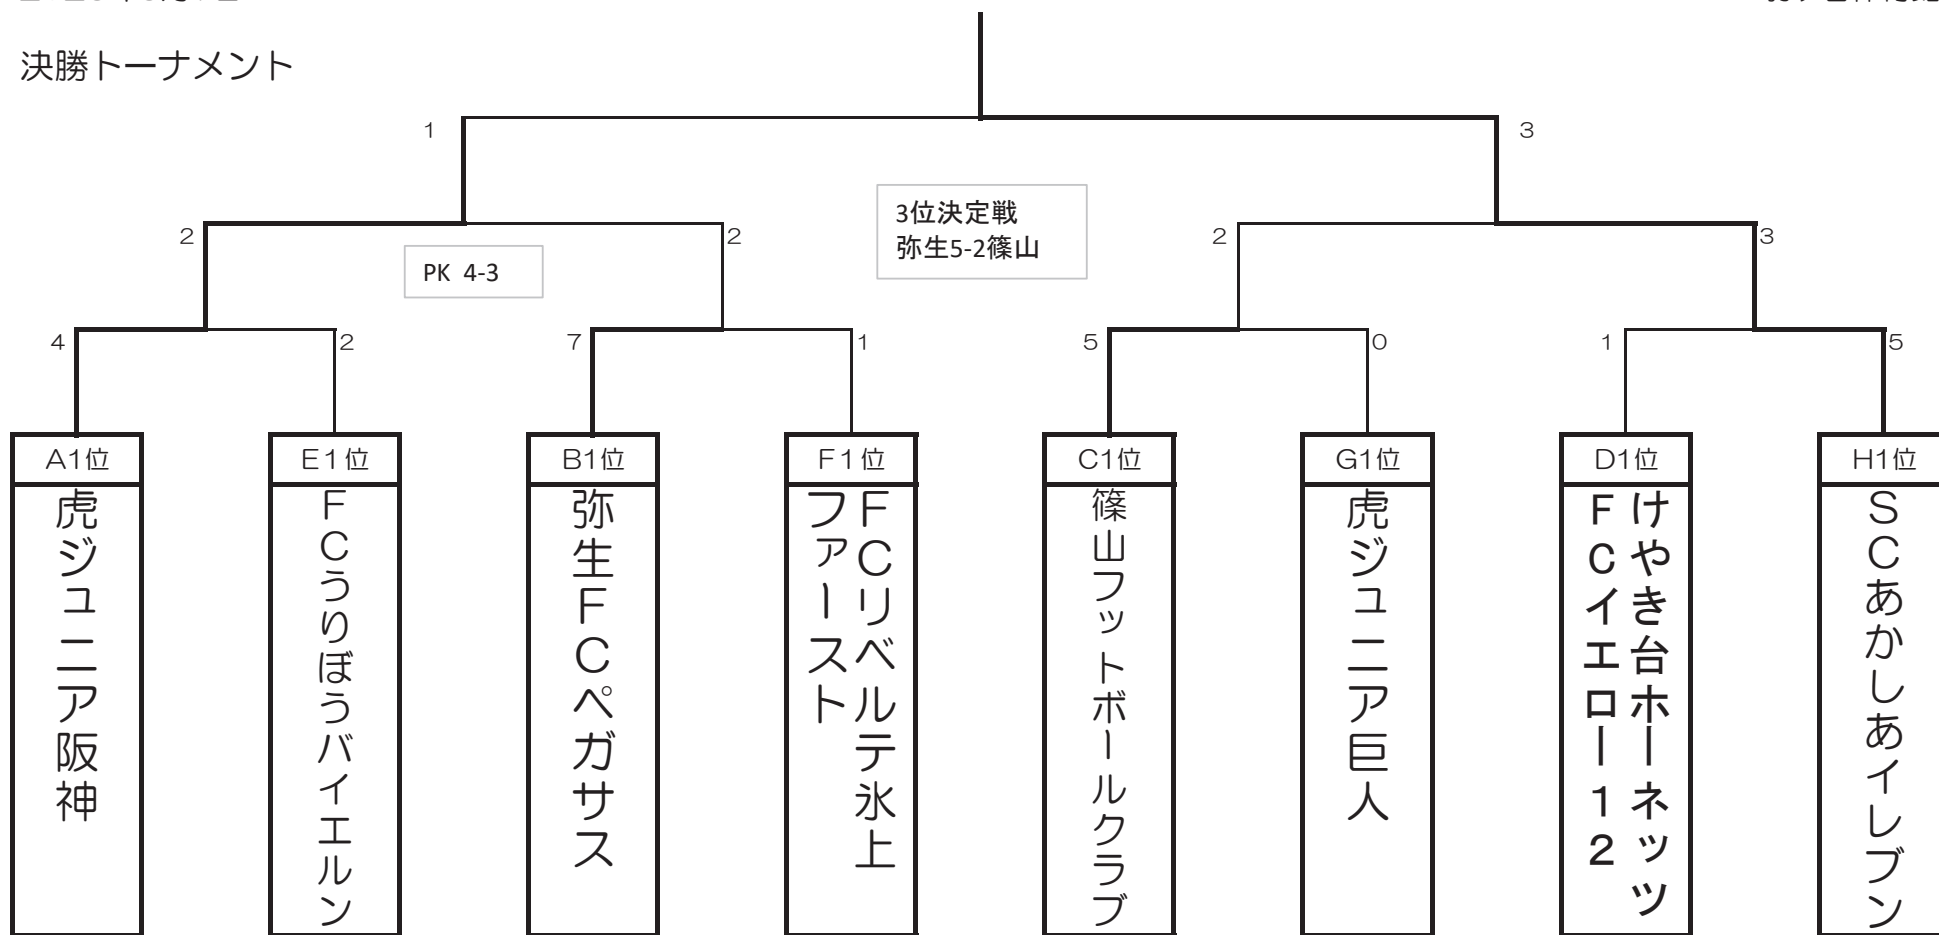 決勝トーナメント
1
3
3位決定戦
弥生5-2篠山
2
2
2
3
PK 4-3
4
2
7
1
5
0
1
5
A1位
E1位
B1位
F1位
C1位
G1位
D1位
H1位
虎ジュニア阪神
FCうりぼうバイエルン
弥生FCペガサス
FCリベルテ氷上
ファースト
篠山フットボールクラブ
虎ジュニア巨人
けやき台ホーネッツ
FCイエロー12
SCあかしあイレブン